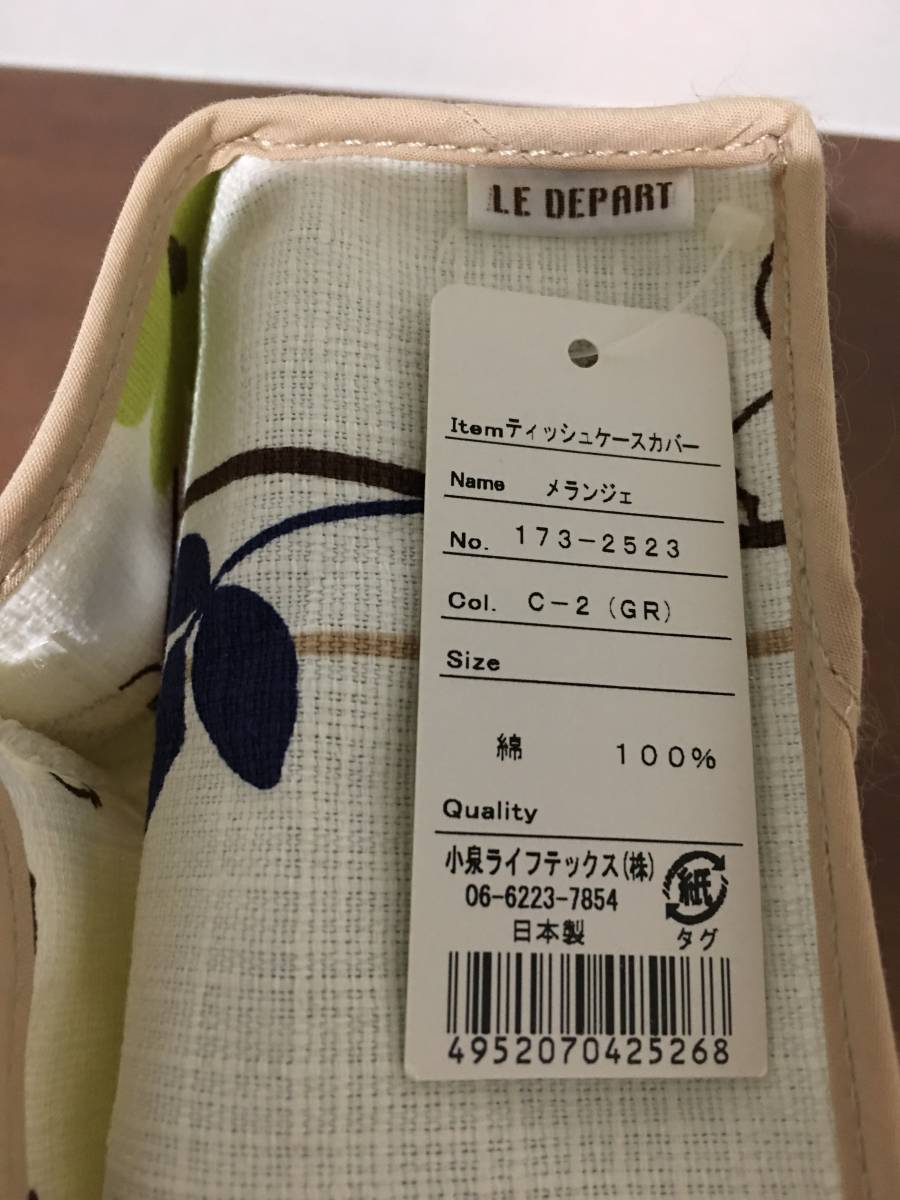 LE DEPART
Itemティッシュケースカバー
Name メランジェ
No. 173-2523
Col. C-2(GR)
Size
綿 100%
Quality
小泉ライフテックス(株)
06-6223-7854
日本製
紙
タグ
4952070425268